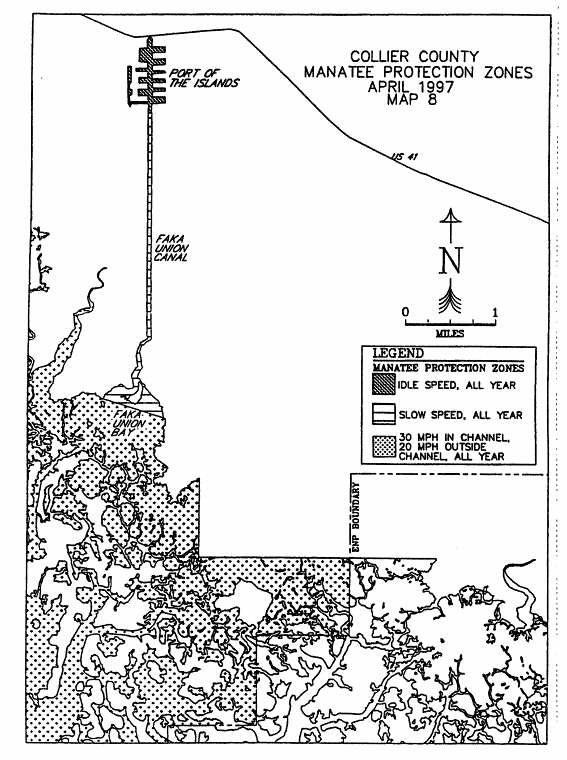 COLLIER COUNTY
MANATEE PROTECTION ZONES
APRIL 1997
MAP 8
PORT OF
THE ISLANDS
US 41
FAKA
UNION
CANAL
N
0 1
MILES
LEGEND
MANATEE PROTECTION ZONES
IDLE SPEED, ALL YEAR
SLOW SPEED, ALL YEAR
30 MPH IN CHANNEL,
20 MPH OUTSIDE
CHANNEL, ALL YEAR
FAKA
UNION
BAY
ENP BOUNDARY